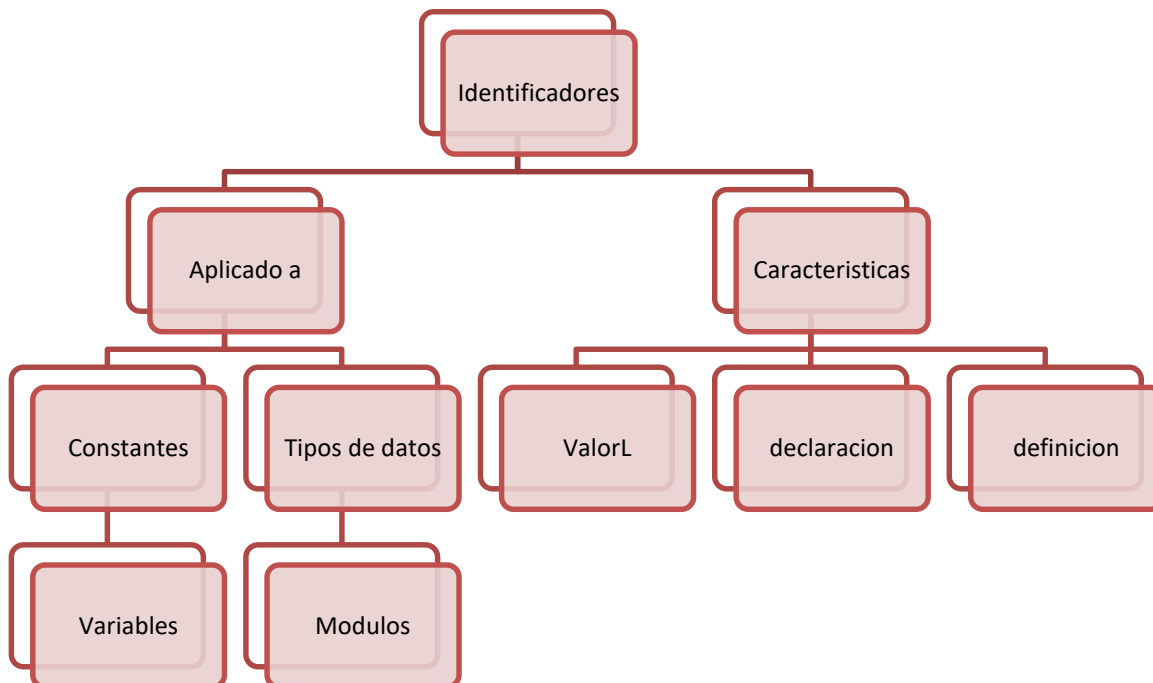 Identificadores
Aplicado a
Caracteristicas
Constantes
Tipos de datos
ValorL
declaracion
definicion
Variables
Modulos